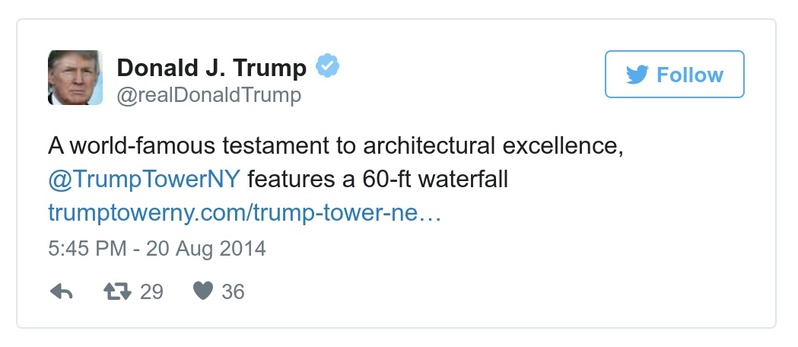 Donald J. Trump
@realDonaldTrump
Follow
A world-famous testament to architectural excellence,
@TrumpTowerNY features a 60-ft waterfall
trumptowerny.com/trump-tower-ne…
5:45 PM - 20 Aug 2014
29 36